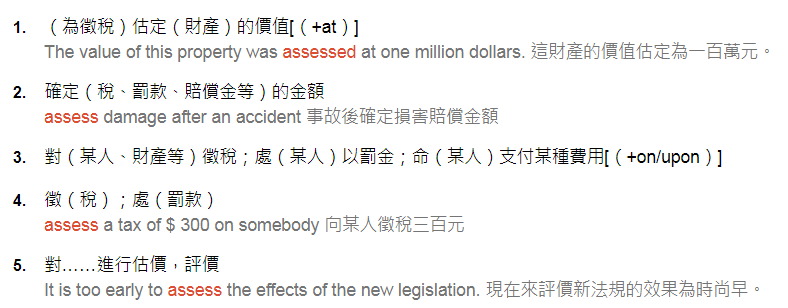 1. （為徵稅）估定（財產）的價值[（+at）]
The value of this property was assessed at one million dollars. 這財產的價值估定為一百萬元。
2. 確定（稅、罰款、賠償金等）的金額
assess damage after an accident 事故後確定損害賠償金額
3. 對（某人、財產等）徵稅；處（某人）以罰金；命（某人）支付某種費用[（+on/upon）]
4. 徵（稅）；處（罰款）
assess a tax of $ 300 on somebody 向某人徵稅三百元
5. 對……進行估價，評價
It is too early to assess the effects of the new legislation. 現在來評價新法規的效果為時尚早。